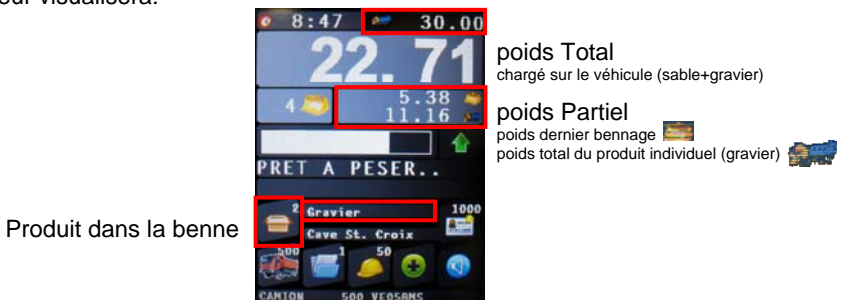 8:47 30.00
22.71
poids Total
chargé sur le véhicule (sable+gravier)
4 5.38
11.16
poids Partiel
poids dernier bennage
poids total du produit individuel (gravier)
PRET A PESER..
2 Gravier 1000
Produit dans la benne
Cave St. Croix
500 1 50
CAMION 500 VE058MS